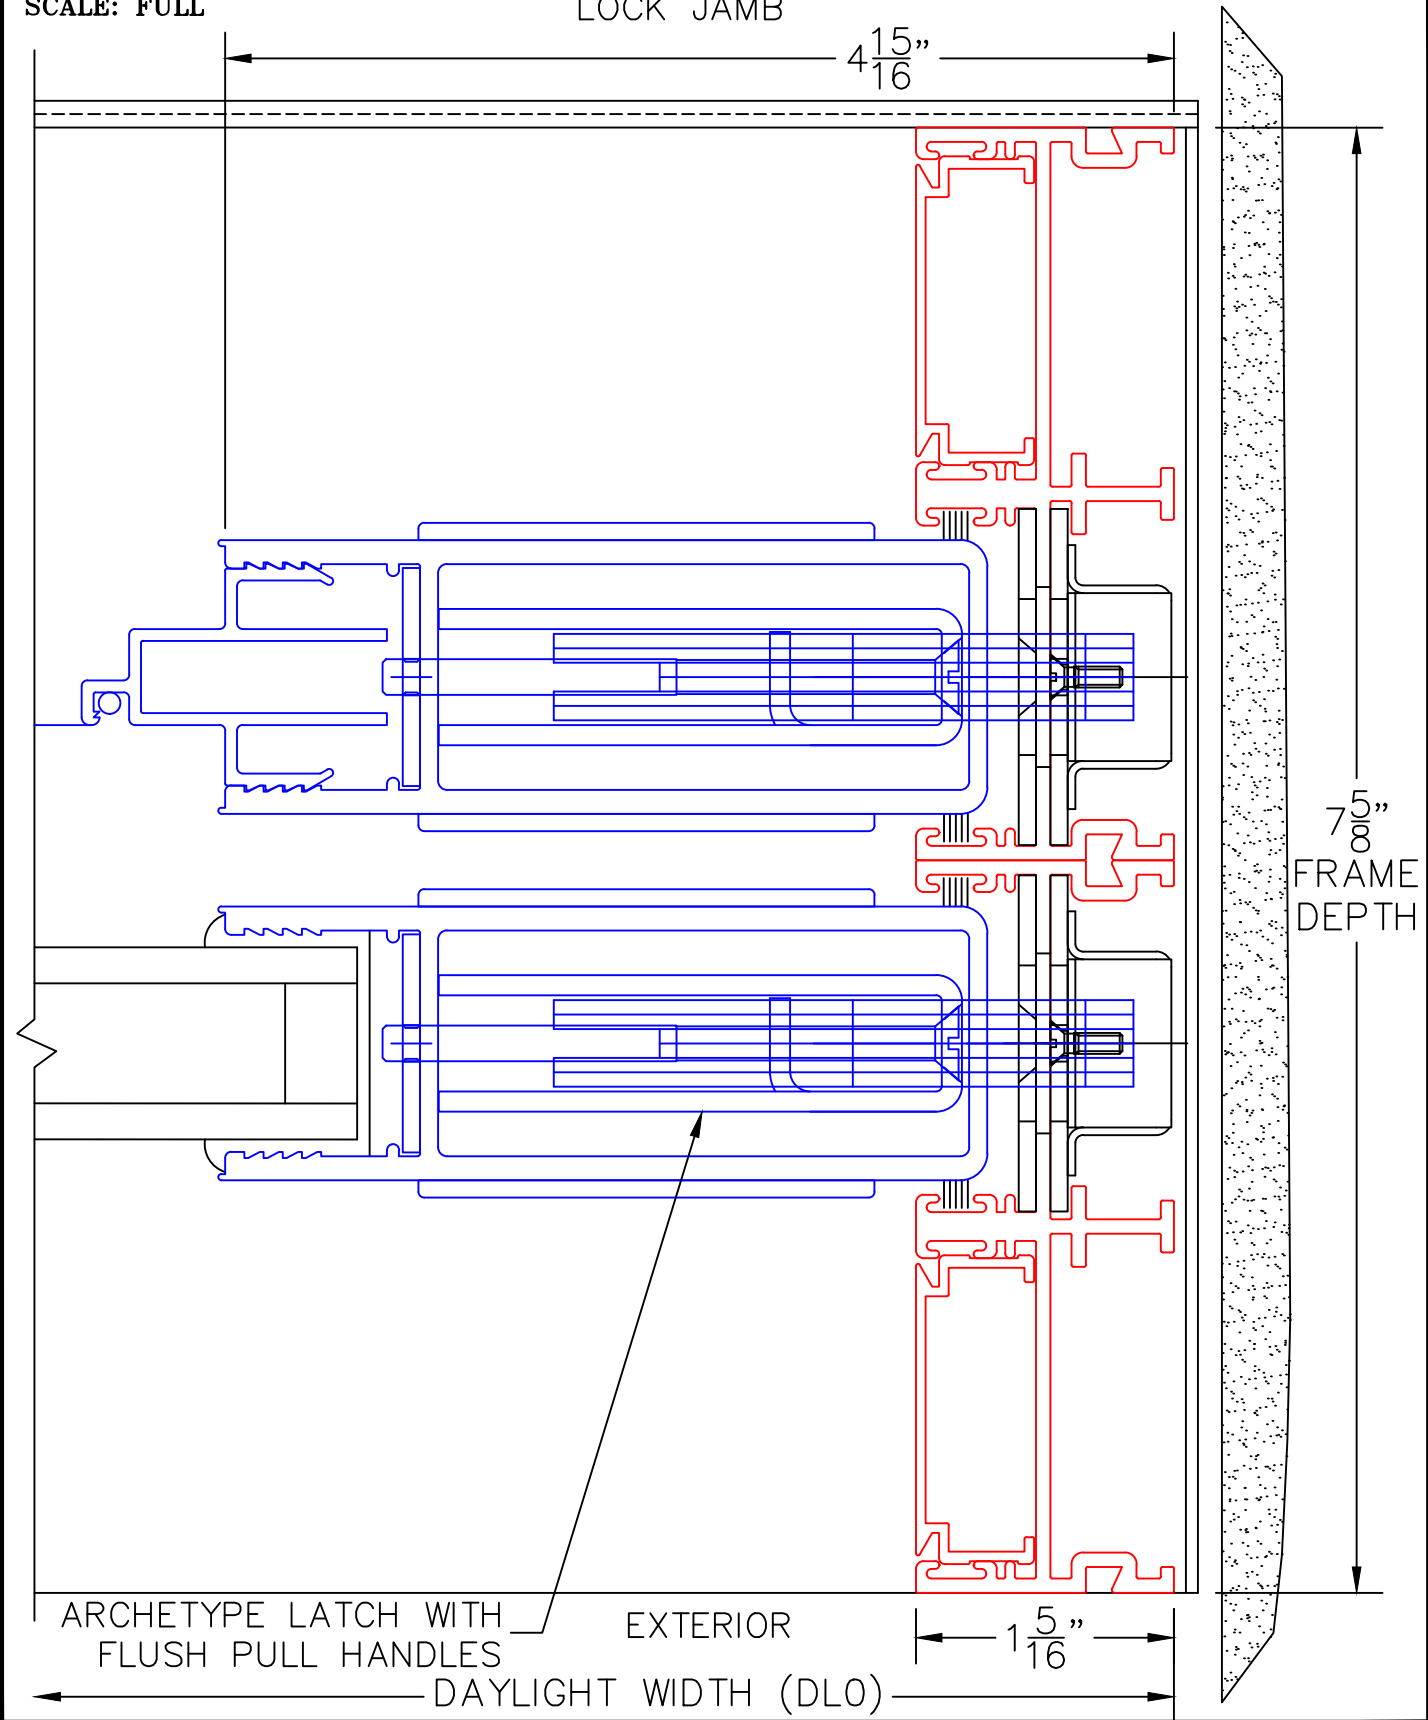 SCALE: FULL
LOCK JAMB
4 15/16”
7 5/8”
FRAME
DEPTH
ARCHETYPE LATCH WITH
FLUSH PULL HANDLES
EXTERIOR
1 5/16”
DAYLIGHT WIDTH (DLO)